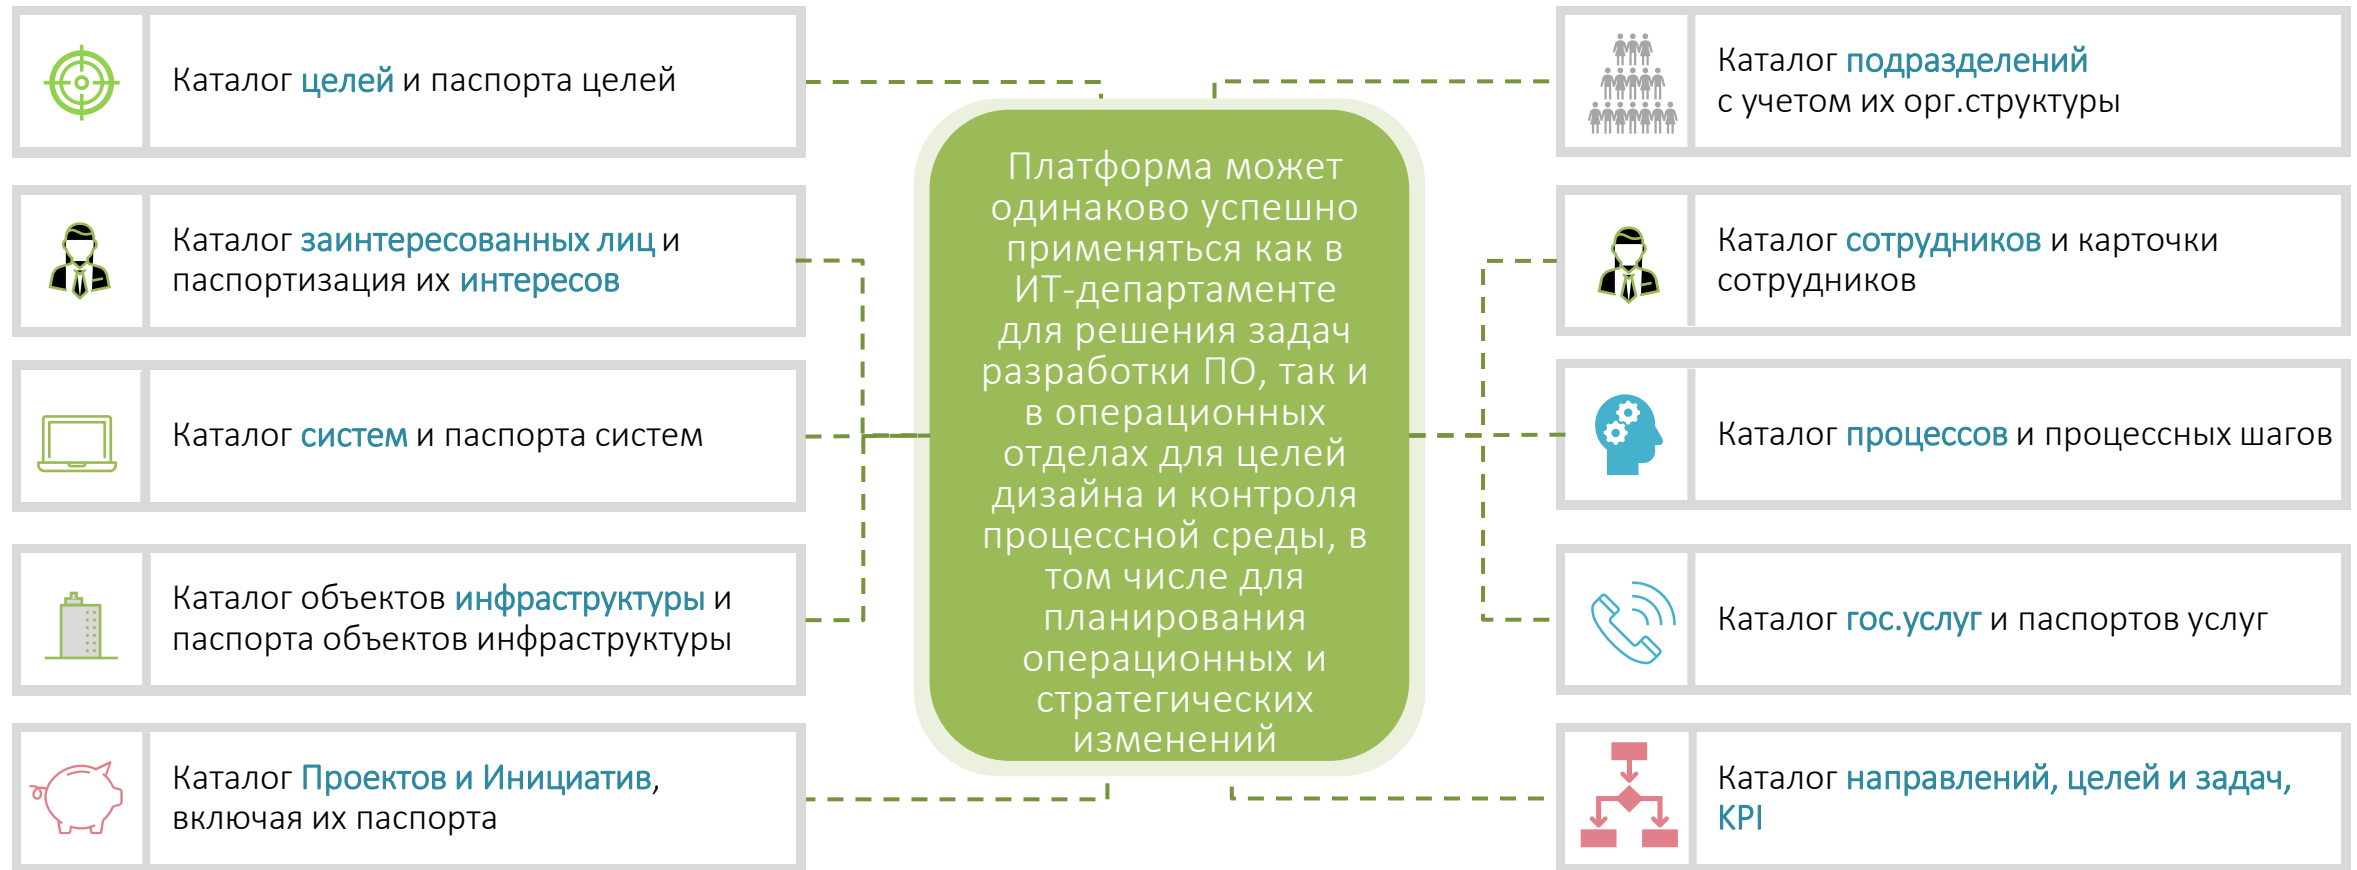 Каталог целей и паспорта целей
Каталог заинтересованных лиц и
паспортизация их интересов
Каталог систем и паспорта систем
Каталог объектов инфраструктуры и
паспорта объектов инфраструктуры
Каталог Проектов и Инициатив,
включая их паспорта
Платформа может
одинаково успешно
применяться как в
ИТ-департаменте
для решения задач
разработки ПО, так и
в операционных
отделах для целей
дизайна и контроля
процессной среды, в
том числе для
планирования
операционных и
стратегических
изменений
Каталог подразделений
с учетом их орг.структуры
Каталог сотрудников и карточки
сотрудников
Каталог процессов и процессных шагов
Каталог гос.услуг и паспортов услуг
Каталог направлений, целей и задач,
KPI